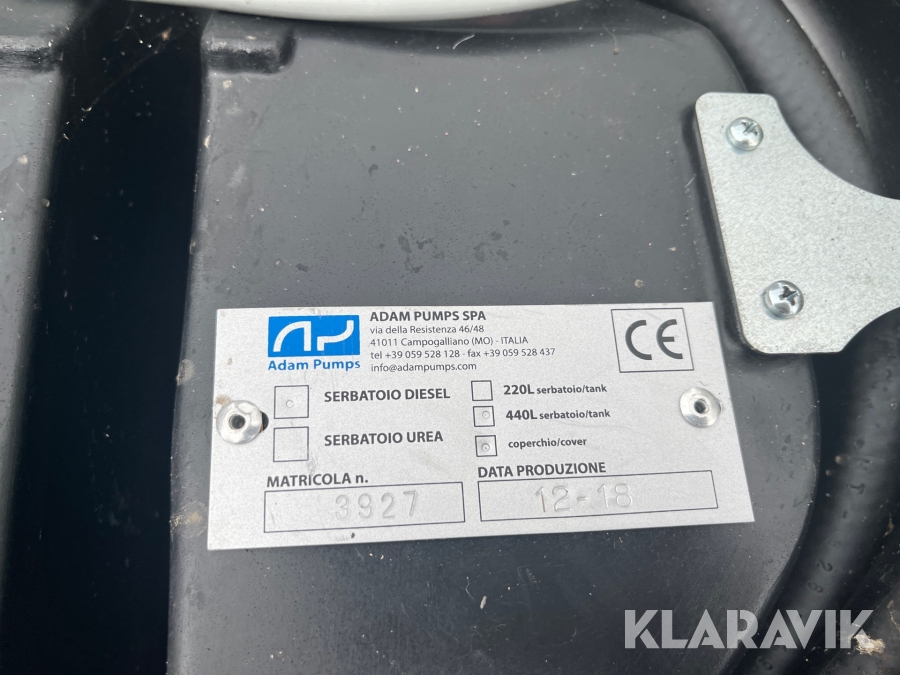 ADAM PUMPS SPA
via della Resistenza 46/48
41011 Campogalliano (MO) - ITALIA
tel +39 059 528 128 - fax +39 059 528 437
info@adampumps.com
Adam Pumps
CE
SERBATOIO DIESEL
SERBATOIO UREA
220L serbatoio/tank
440L serbatoio/tank
coperchio/cover
MATRICOLA n.
3927
DATA PRODUZIONE
12-18
KLARAVIK